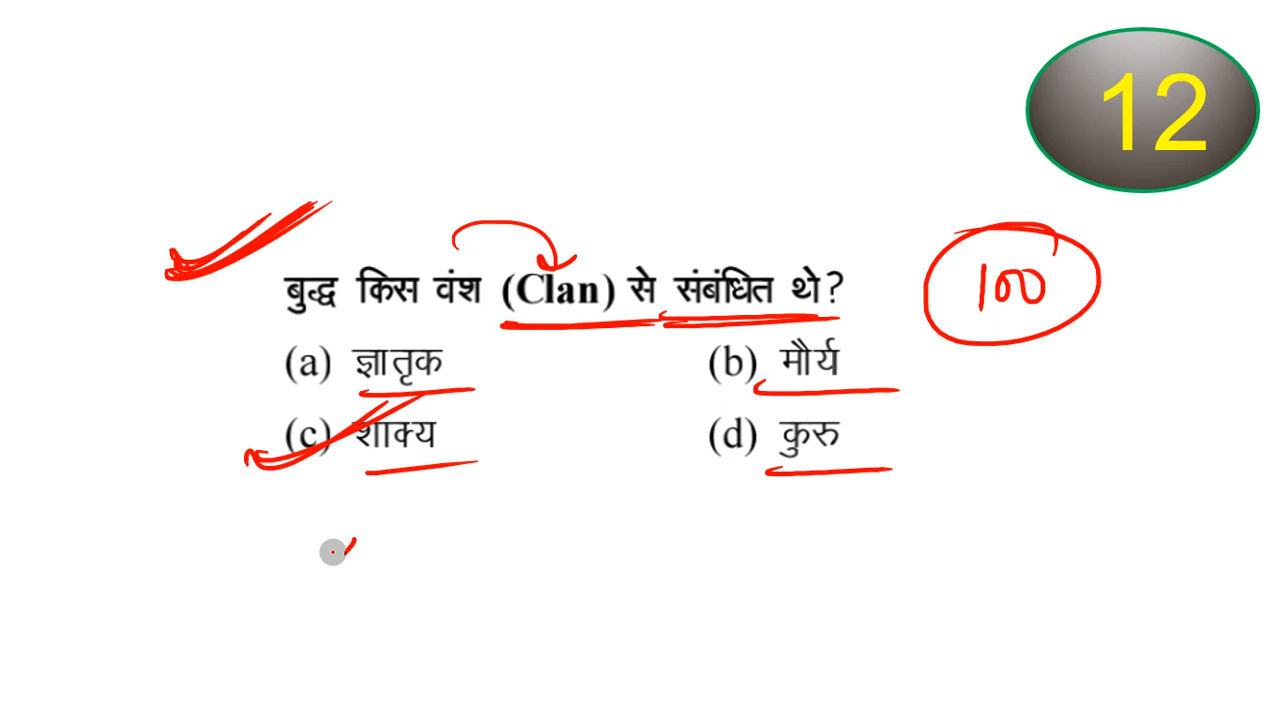 12
बुद्ध किस वंश (Clan) से संबंधित थे?
100
(a) ज्ञातृक (b) मौर्य
(c) शाक्य (d) कुरु